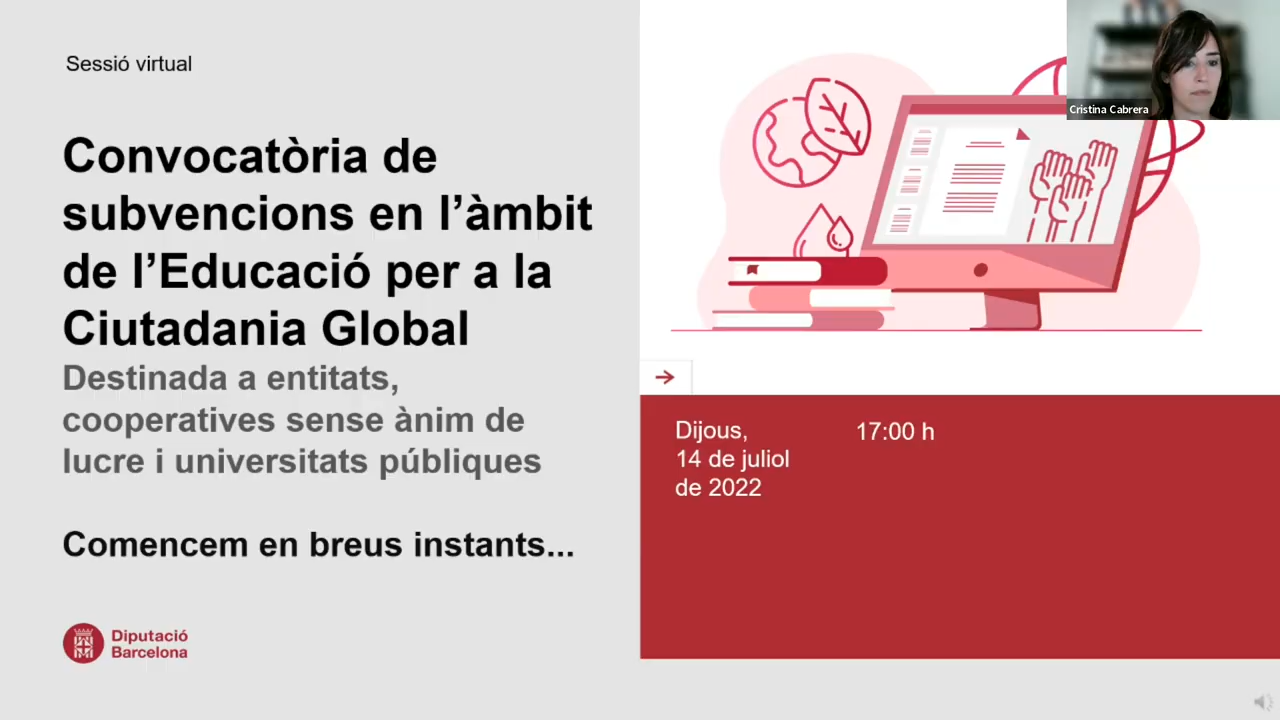 Sessió virtual
Convocatòria de
subvencions en l’àmbit
de l’Educació per a la
Ciutadania Global
Destinada a entitats,
cooperatives sense ànim de
lucre i universitats públiques
Comencem en breus instants...
Diputació
Barcelona
Cristina Cabrera
Dijous,
14 de juliol
de 2022
17:00 h